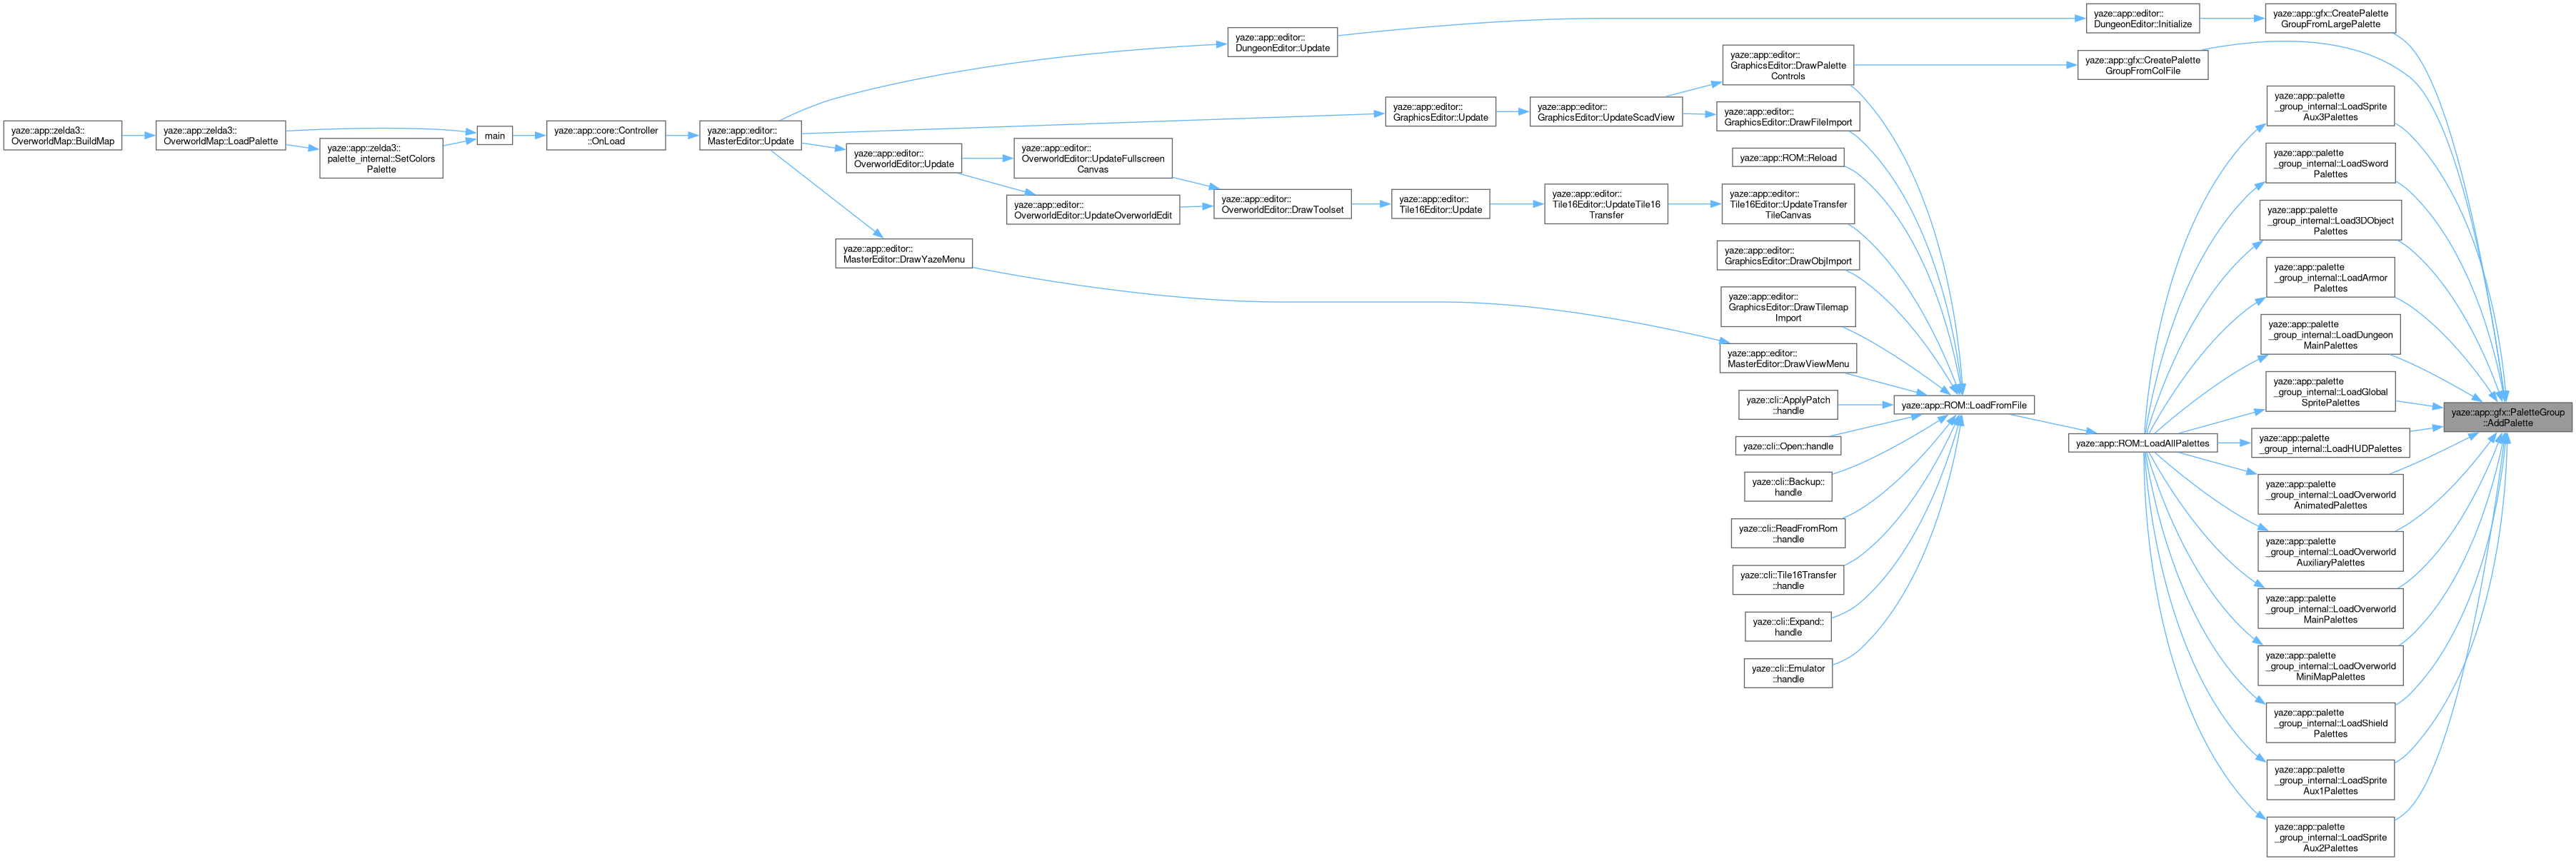 yaze::app::zelda3::
OverworldMap::BuildMap
yaze::app::zelda3::
OverworldMap::LoadPalette
yaze::app::zelda3::
palette_internal::SetColors
Palette
main
yaze::app::core::Controller
::OnLoad
yaze::app::editor::
MasterEditor::Update
yaze::app::editor::
DungeonEditor::Update
yaze::app::editor::
OverworldEditor::Update
yaze::app::editor::
MasterEditor::DrawYazeMenu
yaze::app::editor::
OverworldEditor::UpdateFullscreen
Canvas
yaze::app::editor::
OverworldEditor::UpdateOverworldEdit
yaze::app::editor::
OverworldEditor::DrawToolset
yaze::app::editor::
GraphicsEditor::Update
yaze::app::editor::
Tile16Editor::Update
yaze::app::editor::
GraphicsEditor::UpdateScadView
yaze::app::editor::
Tile16Editor::UpdateTile16
Transfer
yaze::app::editor::
GraphicsEditor::DrawPalette
Controls
yaze::app::editor::
GraphicsEditor::DrawFileImport
yaze::app::ROM::Reload
yaze::app::editor::
Tile16Editor::UpdateTransfer
TileCanvas
yaze::app::editor::
GraphicsEditor::DrawObjImport
yaze::app::editor::
GraphicsEditor::DrawTilemap
Import
yaze::app::editor::
MasterEditor::DrawViewMenu
yaze::cli::ApplyPatch
::handle
yaze::cli::Open::handle
yaze::cli::Backup::
handle
yaze::cli::ReadFromRom
::handle
yaze::cli::Tile16Transfer
::handle
yaze::cli::Expand::
handle
yaze::cli::Emulator
::handle
yaze::app::ROM::LoadFromFile
yaze::app::editor::
DungeonEditor::Initialize
yaze::app::gfx::CreatePalette
GroupFromColFile
yaze::app::ROM::LoadAllPalettes
yaze::app::gfx::CreatePalette
GroupFromLargePalette
yaze::app::palette
_group_internal::LoadSprite
Aux3Palettes
yaze::app::palette
_group_internal::LoadSword
Palettes
yaze::app::palette
_group_internal::Load3DObject
Palettes
yaze::app::palette
_group_internal::LoadArmor
Palettes
yaze::app::palette
_group_internal::LoadDungeon
MainPalettes
yaze::app::palette
_group_internal::LoadGlobal
SpritePalettes
yaze::app::palette
_group_internal::LoadHUDPalettes
yaze::app::palette
_group_internal::LoadOverworld
AnimatedPalettes
yaze::app::palette
_group_internal::LoadOverworld
AuxiliaryPalettes
yaze::app::palette
_group_internal::LoadOverworld
MainPalettes
yaze::app::palette
_group_internal::LoadOverworld
MiniMapPalettes
yaze::app::palette
_group_internal::LoadShield
Palettes
yaze::app::palette
_group_internal::LoadSprite
Aux1Palettes
yaze::app::palette
_group_internal::LoadSprite
Aux2Palettes
yaze::app::gfx::PaletteGroup
::AddPalette